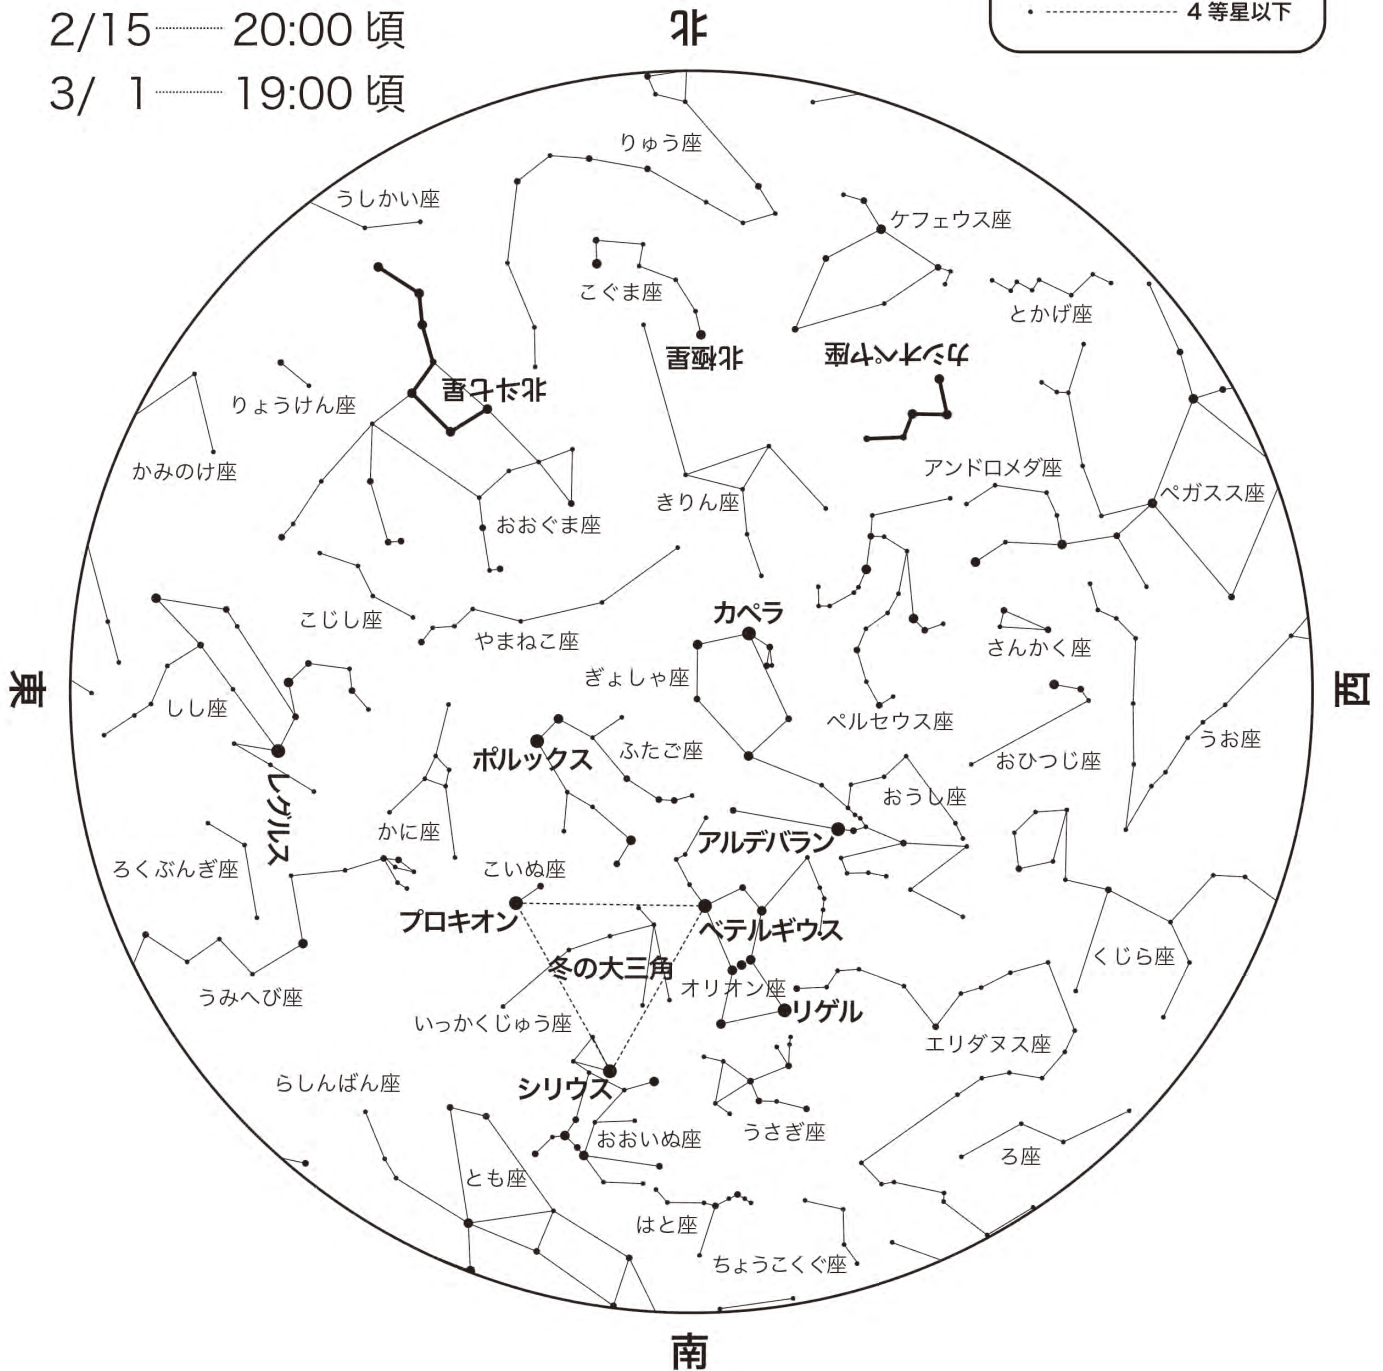 2/15 20:00 頃
3/ 1 19:00 頃
4 等星以下
北
りゅう座
うしかい座
ケフェウス座
こぐま座
とかげ座
北極星
カシオペヤ座
北斗七星
りょうけん座
かみのけ座
アンドロメダ座
ペガスス座
きりん座
おおぐま座
カペラ
こじし座
やまねこ座
さんかく座
ぎょしゃ座
東
西
しし座
ペルセウス座
うお座
ポルックス
ふたご座
おひつじ座
おうし座
レグルス
かに座
アルデバラン
ろくぶんぎ座
こいぬ座
プロキオン
ベテルギウス
くじら座
冬の大三角
うみへび座
オリオン座
リゲル
いっかくじゅう座
エリダヌス座
らしんばん座
シリウス
うさぎ座
おおいぬ座
ろ座
とも座
はと座
ちょうこくぐ座
南